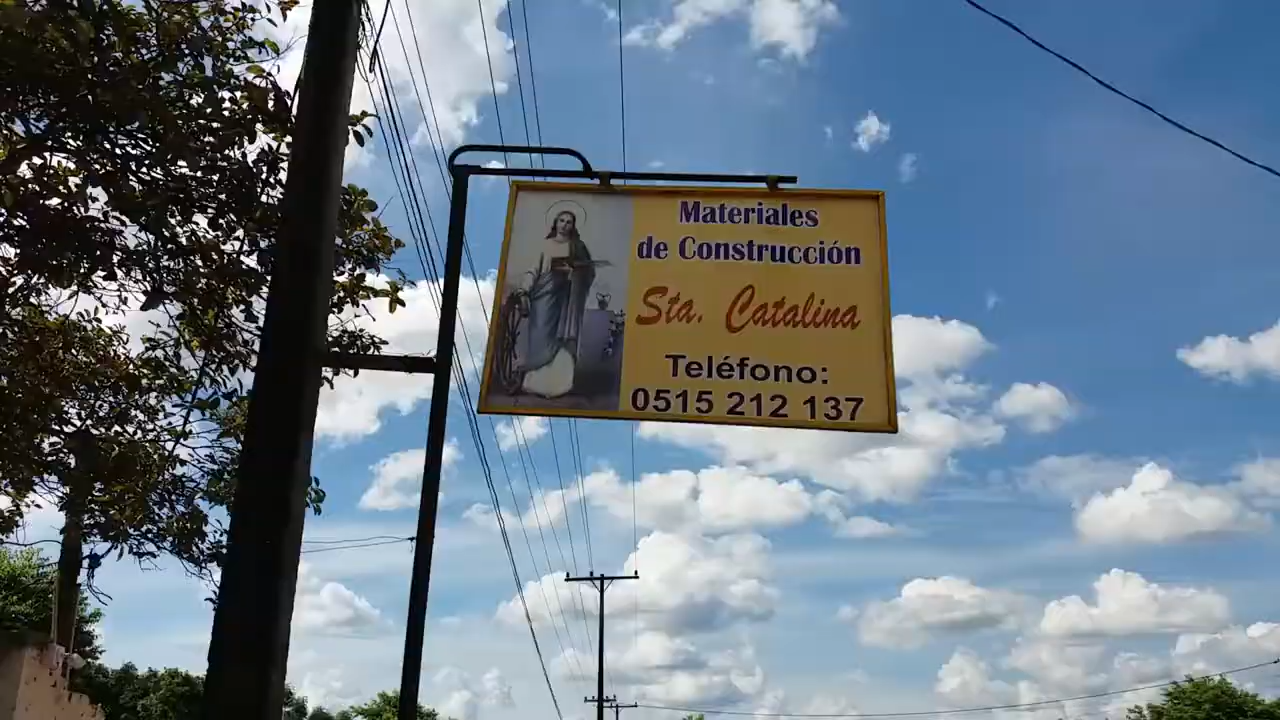 Materiales
de Construcción
Sta. Catalina
Teléfono:
0515 212 137